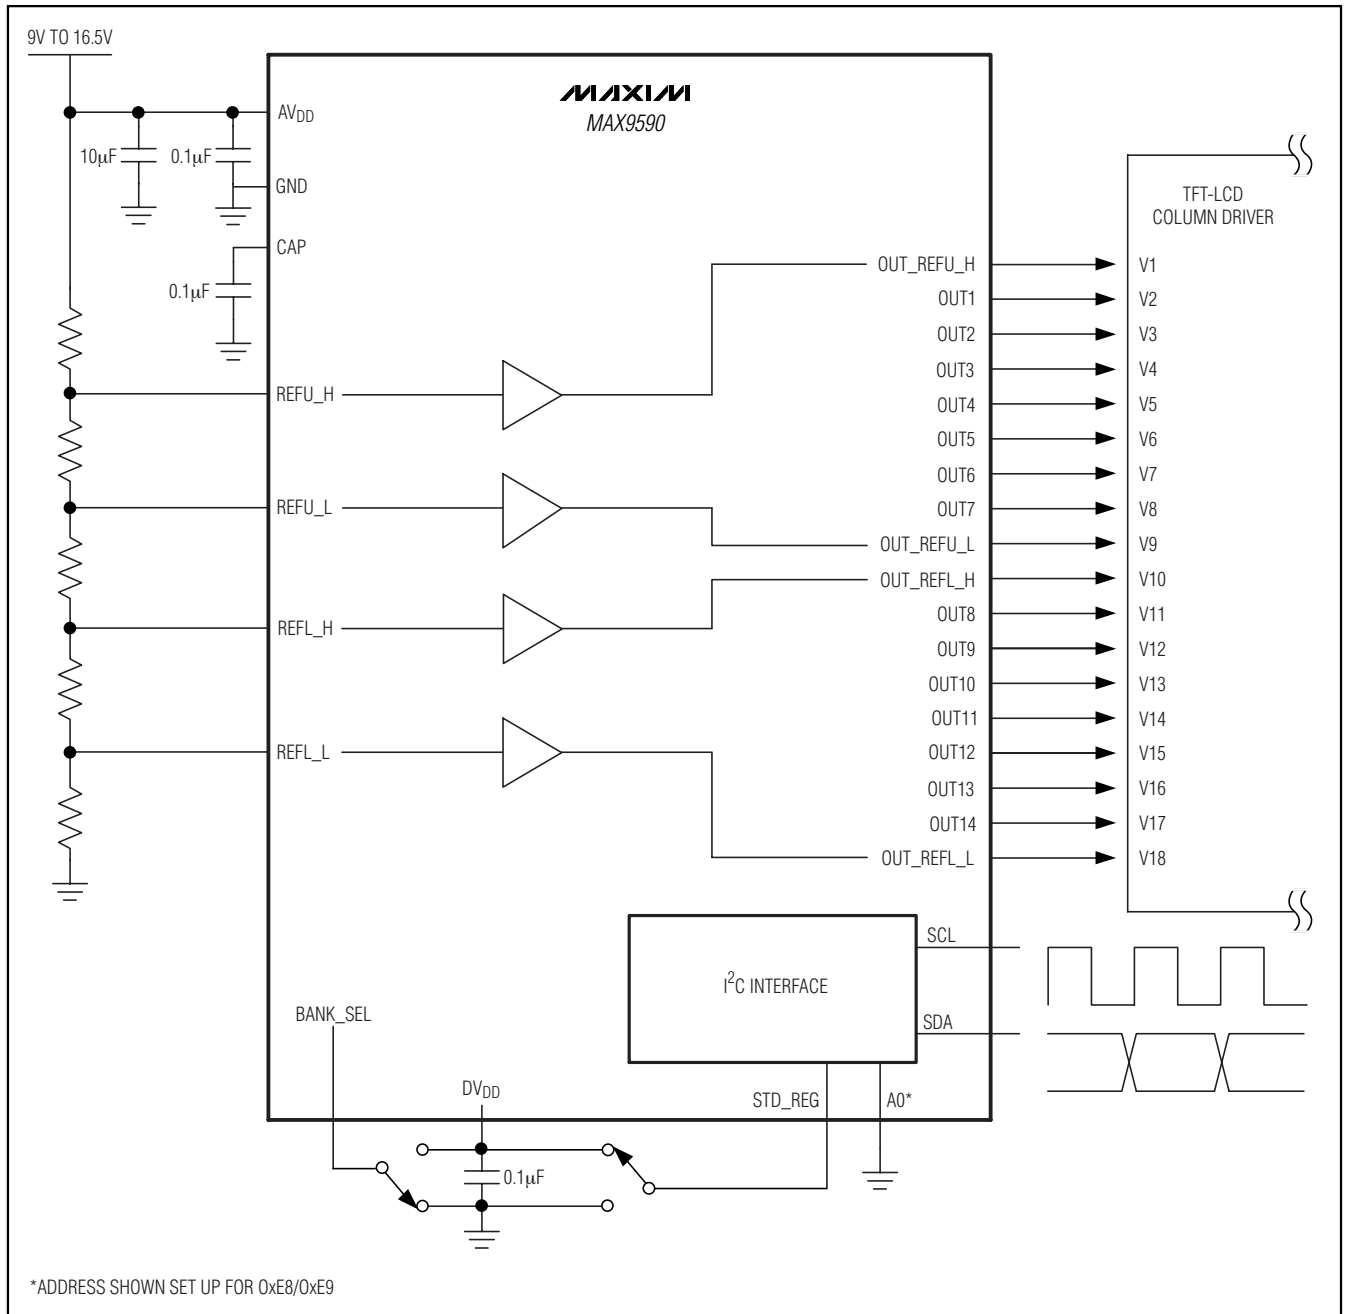 9V TO 16.5V
MAXIM
MAX9590
AVDD
10µF
0.1µF
GND
CAP
0.1µF
TFT-LCD
COLUMN DRIVER
OUT_REFU_H V1
OUT1 V2
OUT2 V3
OUT3 V4
REFU_H
OUT4 V5
OUT5 V6
OUT6 V7
REFU_L
OUT7 V8
OUT_REFU_L V9
OUT_REFL_H V10
OUT8 V11
REFL_H
OUT9 V12
OUT10 V13
OUT11 V14
REFL_L
OUT12 V15
OUT13 V16
OUT14 V17
OUT_REFL_L V18
SCL
I2C INTERFACE
SDA
BANK_SEL
DVDD
STD_REG
A0*
0.1µF
*ADDRESS SHOWN SET UP FOR 0xE8/0xE9